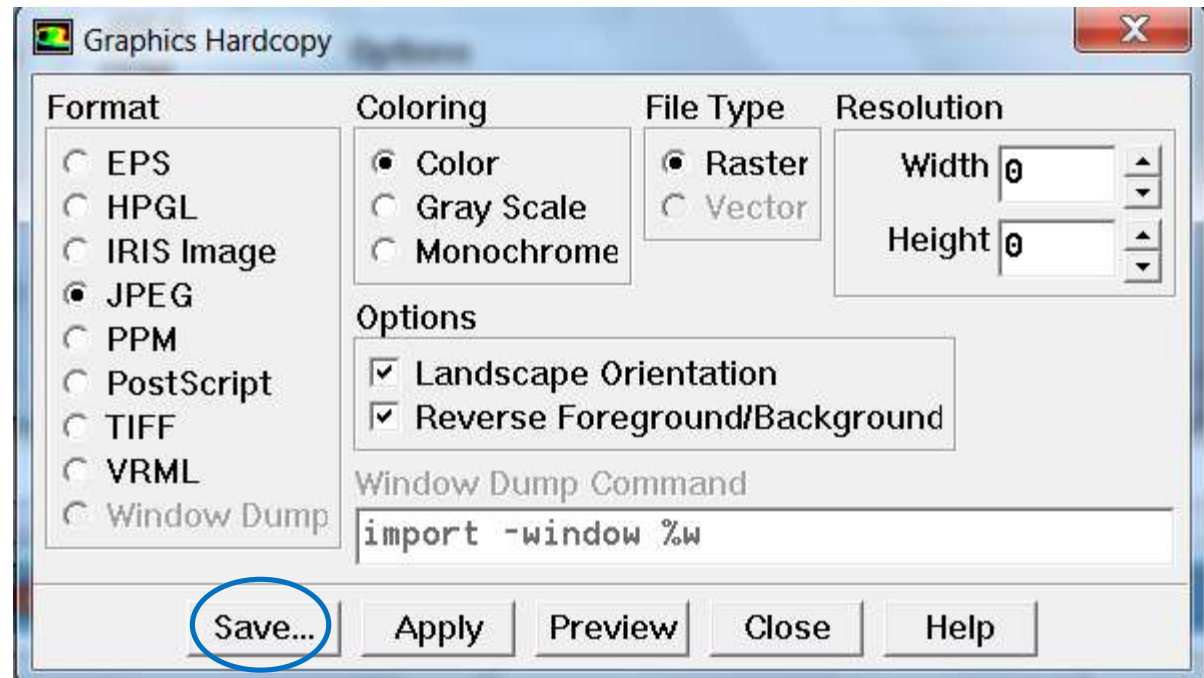 Graphics Hardcopy
Options
Format
EPS
HPGL
IRIS Image
JPEG
PPM
PostScript
TIFF
VRML
Window Dump
Coloring
Color
Gray Scale
Monochrome
File Type
Raster
Vector
Resolution
Width 0
Height 0
Options
Landscape Orientation
Reverse Foreground/Background
Window Dump Command
import -window %w
Save... Apply Preview Close Help